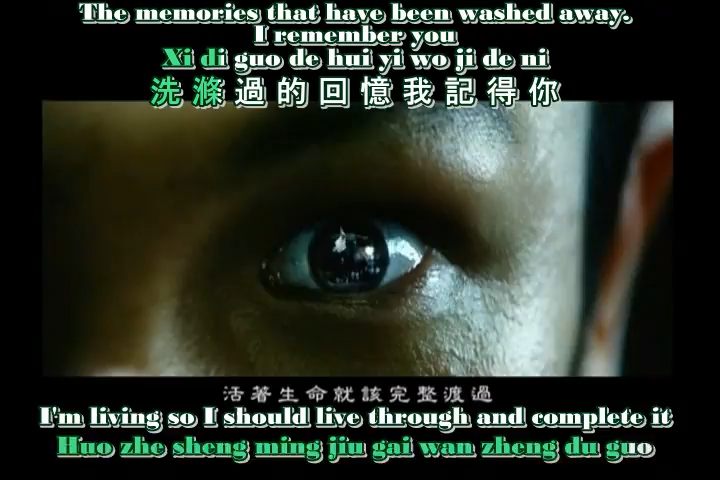 The memories that have been washed away.
I remember you
Xi di guo de hui yi wo ji de ni
洗滌過的回憶我記得你
活著生命就該完整渡過
I'm living so I should live through and complete it
Huo zhe sheng ming jiu gai wan zheng du guo